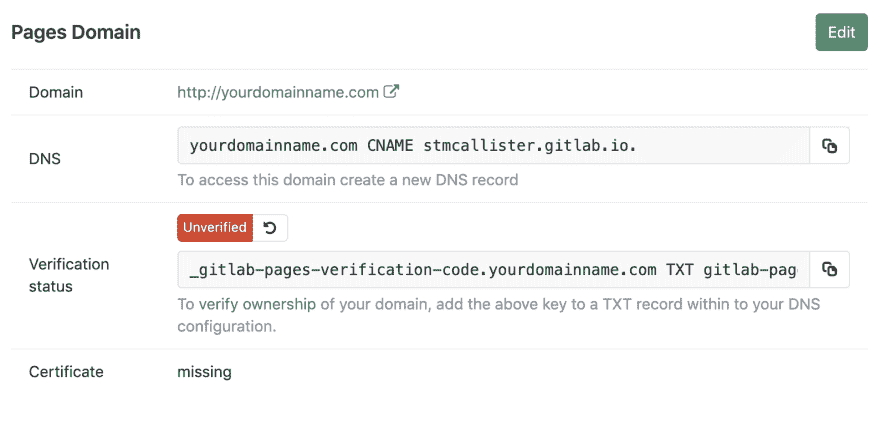 Pages Domain
Edit
Domain
http://yourdomainname.com
DNS
yourdomainname.com CNAME stmcallister.gitlab.io.
To access this domain create a new DNS record
Unverified
Verification
status
_gitlab-pages-verification-code.yourdomainname.com TXT gitlab-pag
To verify ownership of your domain, add the above key to a TXT record within to your DNS
configuration.
Certificate
missing